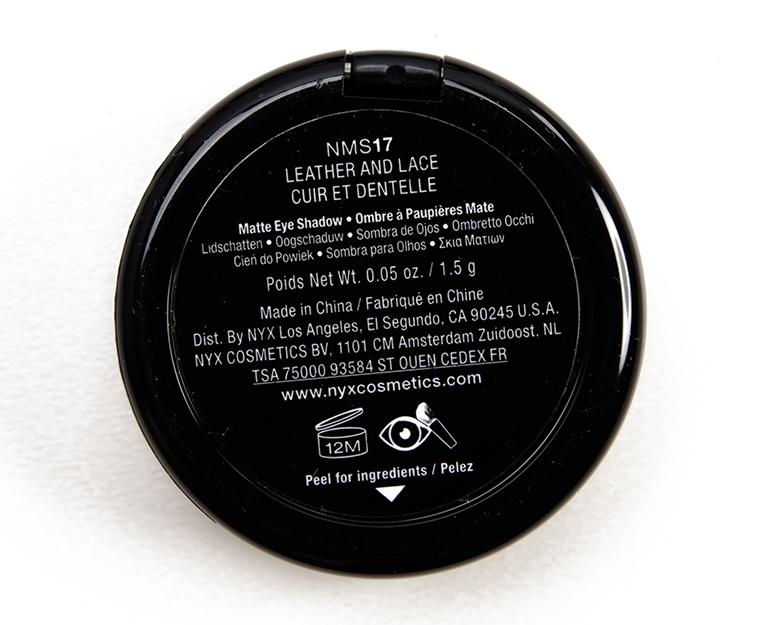 NMS17
LEATHER AND LACE
CUIR ET DENTELLE
Matte Eye Shadow • Ombre à Paupières Mate
Lidschatten • Oogschaduw • Sombra de Ojos • Ombretto Occhi
Cień do Powiek • Sombra para Olhos • Σκια Ματιων
Poids Net Wt. 0.05 oz. / 1.5 g
Made in China / Fabriqué en Chine
Dist. By NYX Los Angeles, El Segundo, CA 90245 U.S.A.
NYX COSMETICS BV, 1101 CM Amsterdam Zuidoost, NL
TSA 75000 93584 ST OUEN CEDEX FR
www.nyxcosmetics.com
12M
Peel for ingredients / Pelez